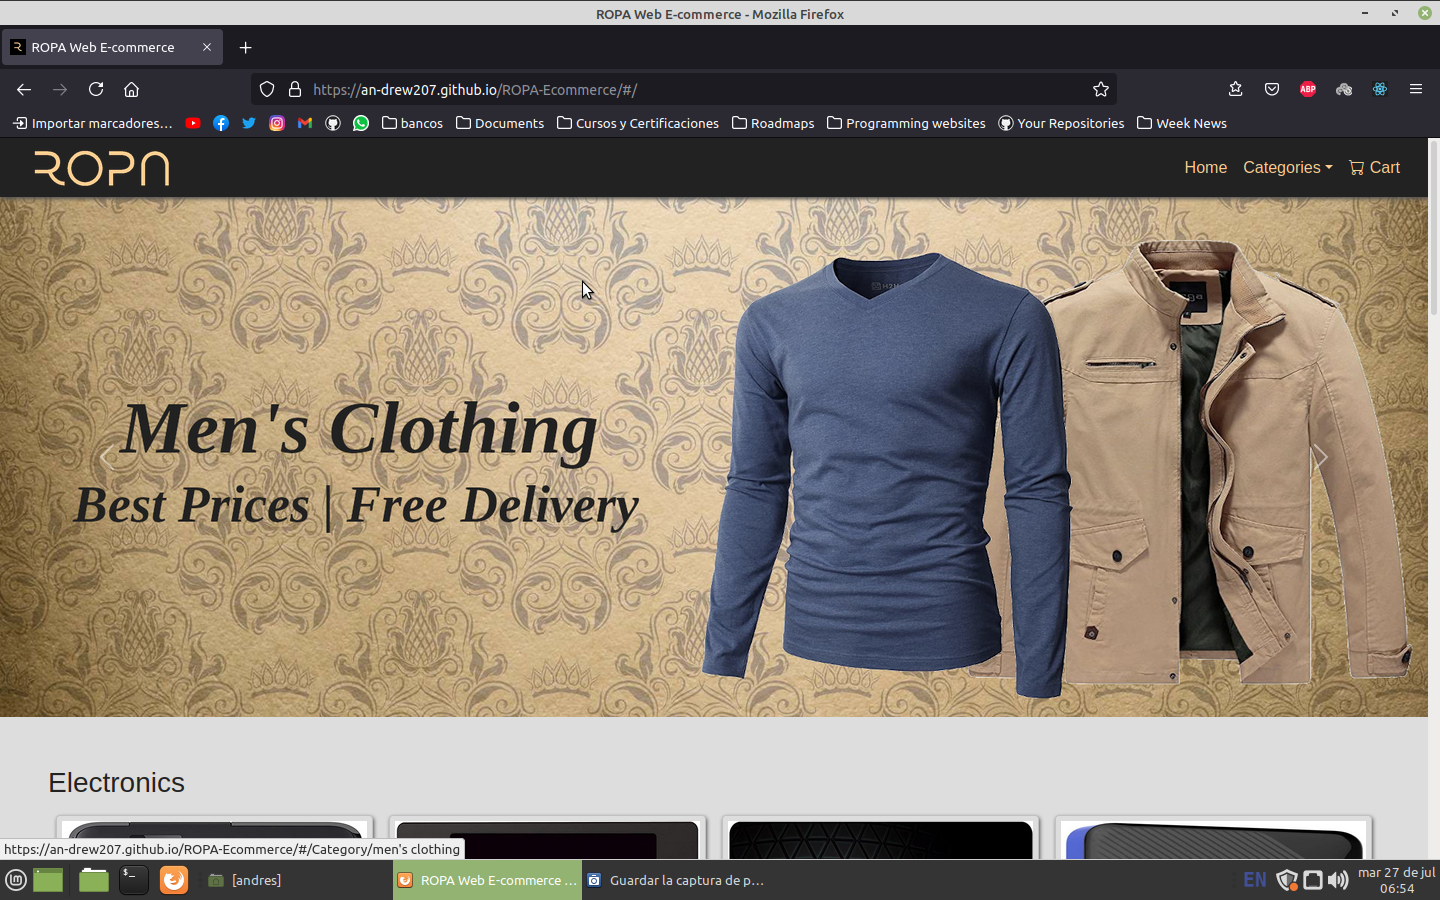 ROPA Web E-commerce - Mozilla Firefox
ROPA Web E-commerce
https://an-drew207.github.io/ROPA-Ecommerce/#/
ABP
Importar marcadores…
bancos
Documents
Cursos y Certificaciones
Roadmaps
Programming websites
Your Repositories
Week News
ROPA
Home
Categories
Cart
Men's Clothing
Best Prices | Free Delivery
Electronics
https://an-drew207.github.io/ROPA-Ecommerce/#/Category/men's clothing
[andres]
ROPA Web E-commerce ...
Guardar la captura de p...
EN
mar 27 de jul
06:54